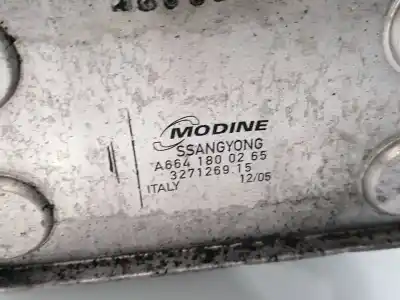 MODINE
SSANGYONG
A664 180 02 65
3271269.15
ITALY 12/05